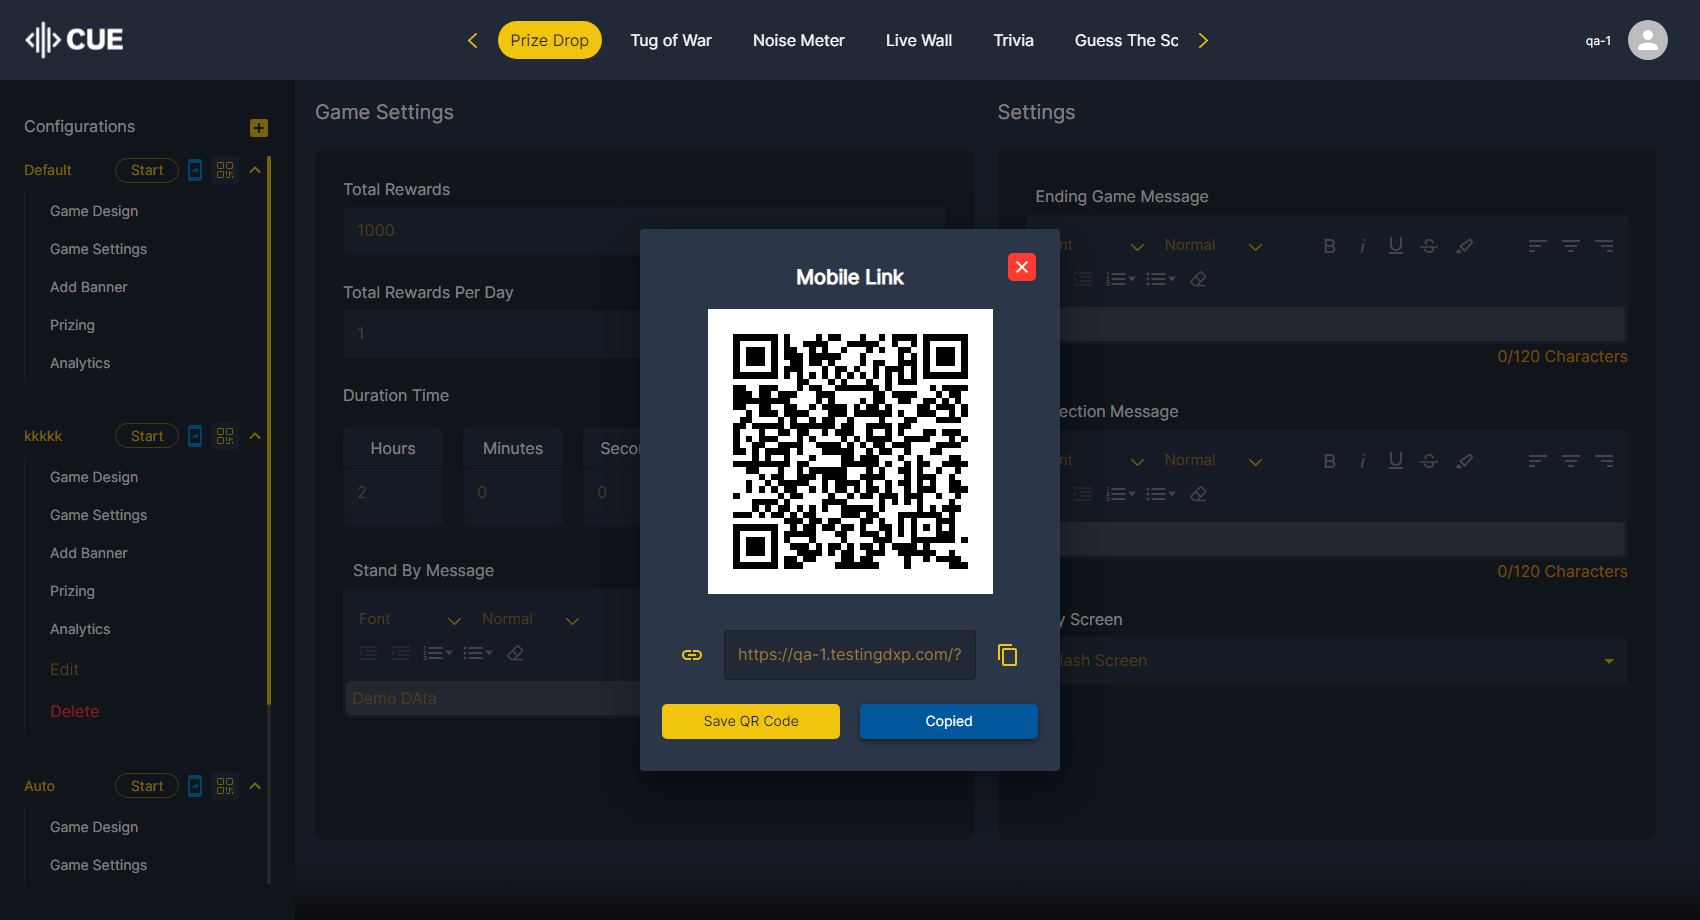 CUE
Prize Drop
Tug of War
Noise Meter
Live Wall
Trivia
Guess The Sc
qa-1
Configurations
Default
Start
Game Design
Game Settings
Add Banner
Prizing
Analytics
kkkkk
Start
Game Design
Game Settings
Add Banner
Prizing
Analytics
Edit
Delete
Auto
Start
Game Design
Game Settings
Game Settings
Total Rewards
1000
Total Rewards Per Day
1
Duration Time
Hours
Minutes
Secon
2
0
0
Stand By Message
Font
Normal
Demo DAta
Mobile Link
https://qa-1.testingdxp.com/?
Save QR Code
Copied
Settings
Ending Game Message
nt
Normal
0/120 Characters
ection Message
nt
Normal
0/120 Characters
y Screen
lash Screen